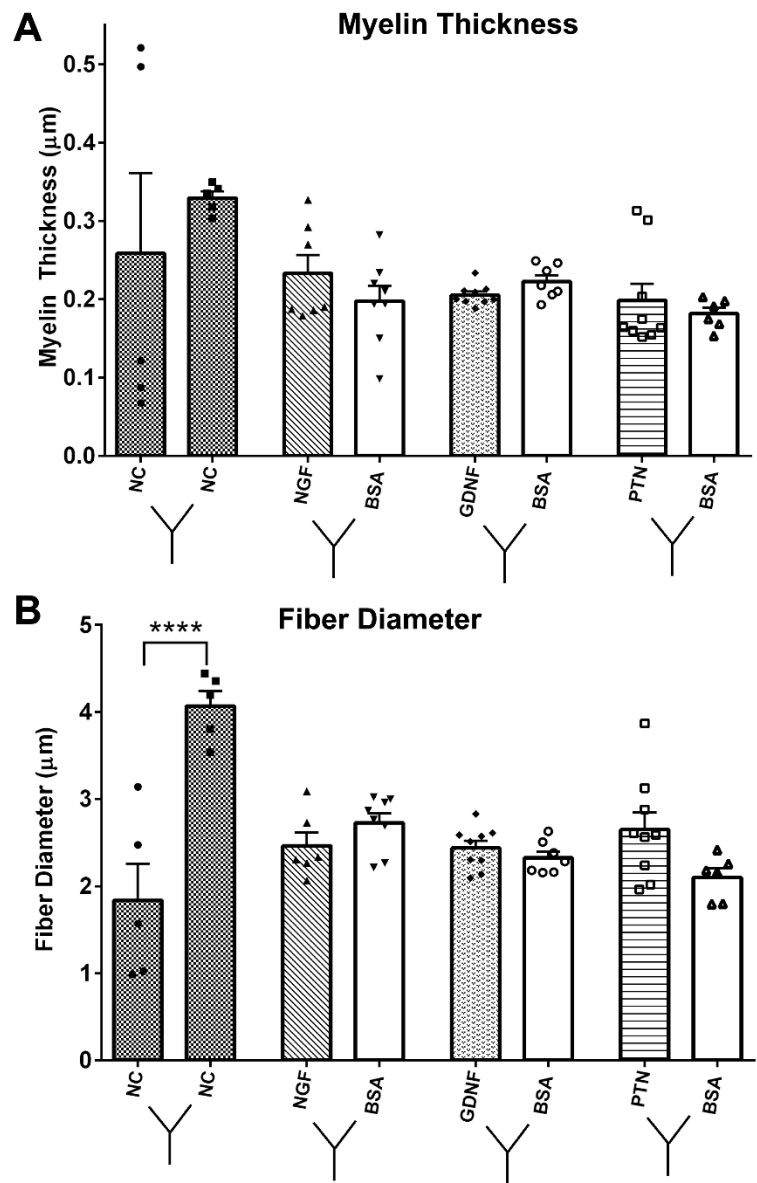 A
Myelin Thickness
Myelin Thickness (μm)
0.5
0.4
0.3
0.2
0.1
0.0
NC NC NGF BSA GDNF BSA PTN BSA
B
Fiber Diameter
Fiber Diameter (μm)
5
4
3
2
1
0
****
NC NC NGF BSA GDNF BSA PTN BSA